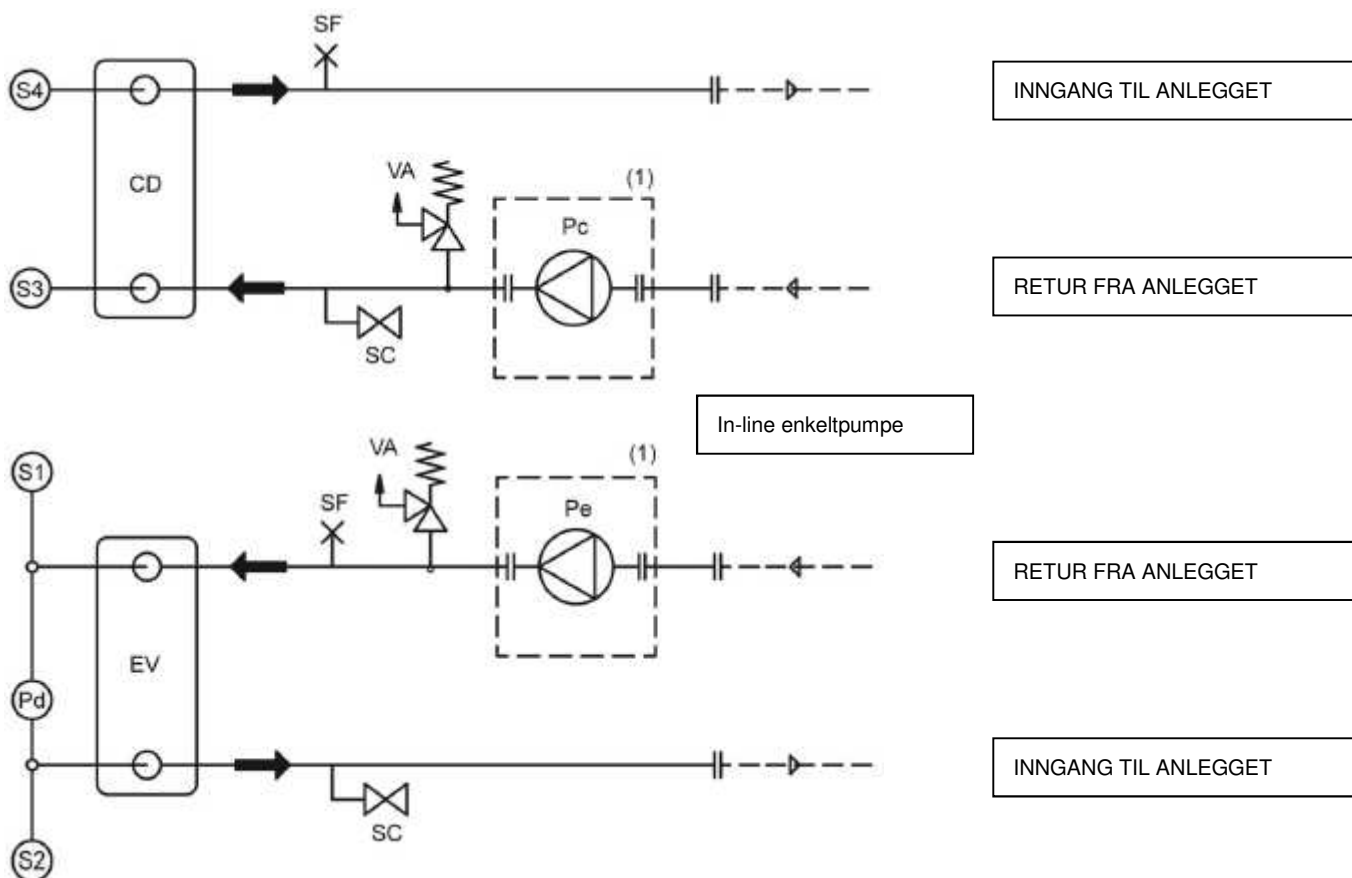 SF
S4
INNGANG TIL ANLEGGET
CD
VA
(1)
Pc
S3
RETUR FRA ANLEGGET
SC
In-line enkeltpumpe
S1
VA
(1)
SF
Pe
RETUR FRA ANLEGGET
EV
Pd
INNGANG TIL ANLEGGET
SC
S2